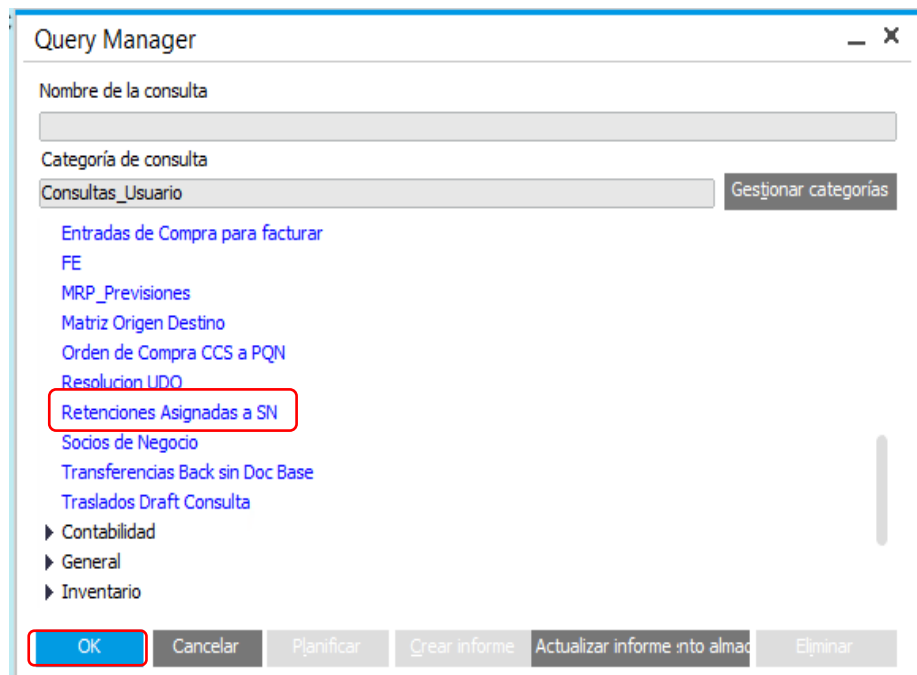 Query Manager
Nombre de la consulta
Categoría de consulta
Consultas_Usuario
Gestionar categorías
Entradas de Compra para facturar
FE
MRP_Previsiones
Matriz Origen Destino
Orden de Compra CCS a PQN
Resolucion UDO
Retenciones Asignadas a SN
Socios de Negocio
Transferencias Back sin Doc Base
Traslados Draft Consulta
Contabilidad
General
Inventario
OK Cancelar Planificar Crear informe Actualizar informe nto almac Eliminar